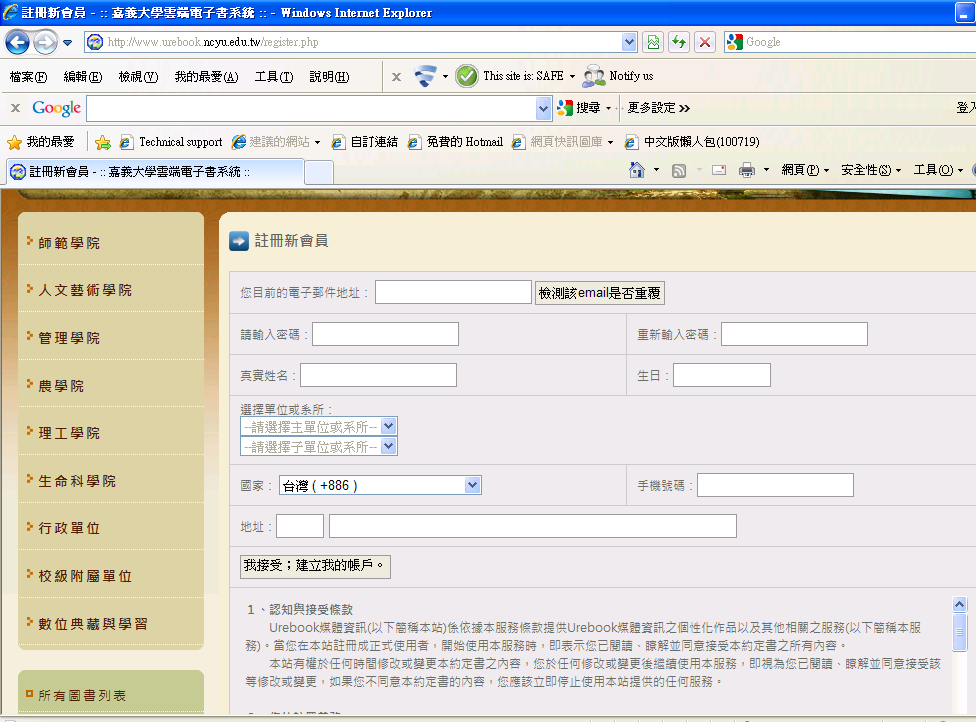 註冊新會員 - :: 嘉義大學雲端電子書系統 :: - Windows Internet Explorer
http://www.urebook.ncyu.edu.tw/register.php
Google
檔案(F) 編輯(E) 檢視(V) 我的最愛(A) 工具(T) 說明(H)
This site is: SAFE
Notify us
Google
搜尋
更多設定 »
登入
我的最愛
Technical support
建議的網站
自訂連結
免費的 Hotmail
網頁快訊圖庫
中文版懶人包(100719)
註冊新會員 - :: 嘉義大學雲端電子書系統 ::
網頁(P) 安全性(S) 工具(O)
師範學院
人文藝術學院
管理學院
農學院
理工學院
生命科學院
行政單位
校級附屬單位
數位典藏與學習
所有圖書列表
註冊新會員
您目前的電子郵件地址： 檢測該email是否重覆
請輸入密碼： 重新輸入密碼：
真實姓名： 生日：
選擇單位或系所：
--請選擇主單位或系所--
--請選擇子單位或系所--
國家： 台灣 ( +886 ) 手機號碼：
地址：
我接受；建立我的帳戶。
1、認知與接受條款
Urebook媒體資訊(以下簡稱本站)係依據本服務條款提供Urebook媒體資訊之個性化作品以及其他相關之服務(以下簡稱本服
務)。當您在本站註冊成正式使用者，開始使用本服務時，即表示您已閱讀、瞭解並同意接受本約定書之所有內容。
本站有權於任何時間修改或變更本約定書之內容，您於任何修改或變更後繼續使用本服務，即視為您已閱讀、瞭解並同意接受該
等修改或變更，如果您不同意本約定書的內容，您應該立即停止使用本站提供的任何服務。